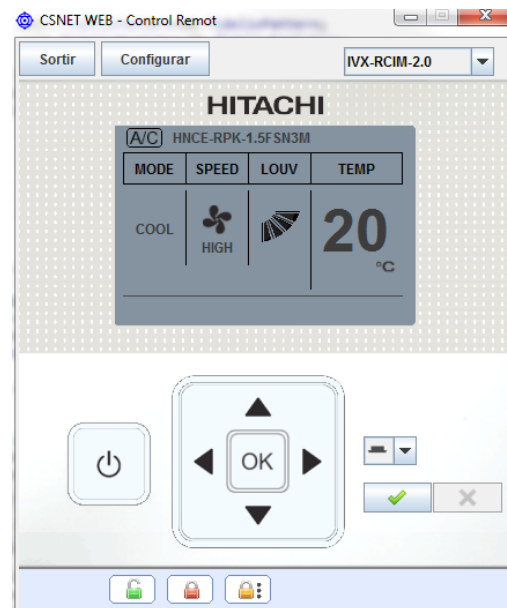 CSNET WEB - Control Remot
Sortir Configurar IVX-RCIM-2.0
HITACHI
A/C HNCE-RPK-1.5FSN3M
MODE SPEED LOUV TEMP
COOL HIGH 20 °C
OK